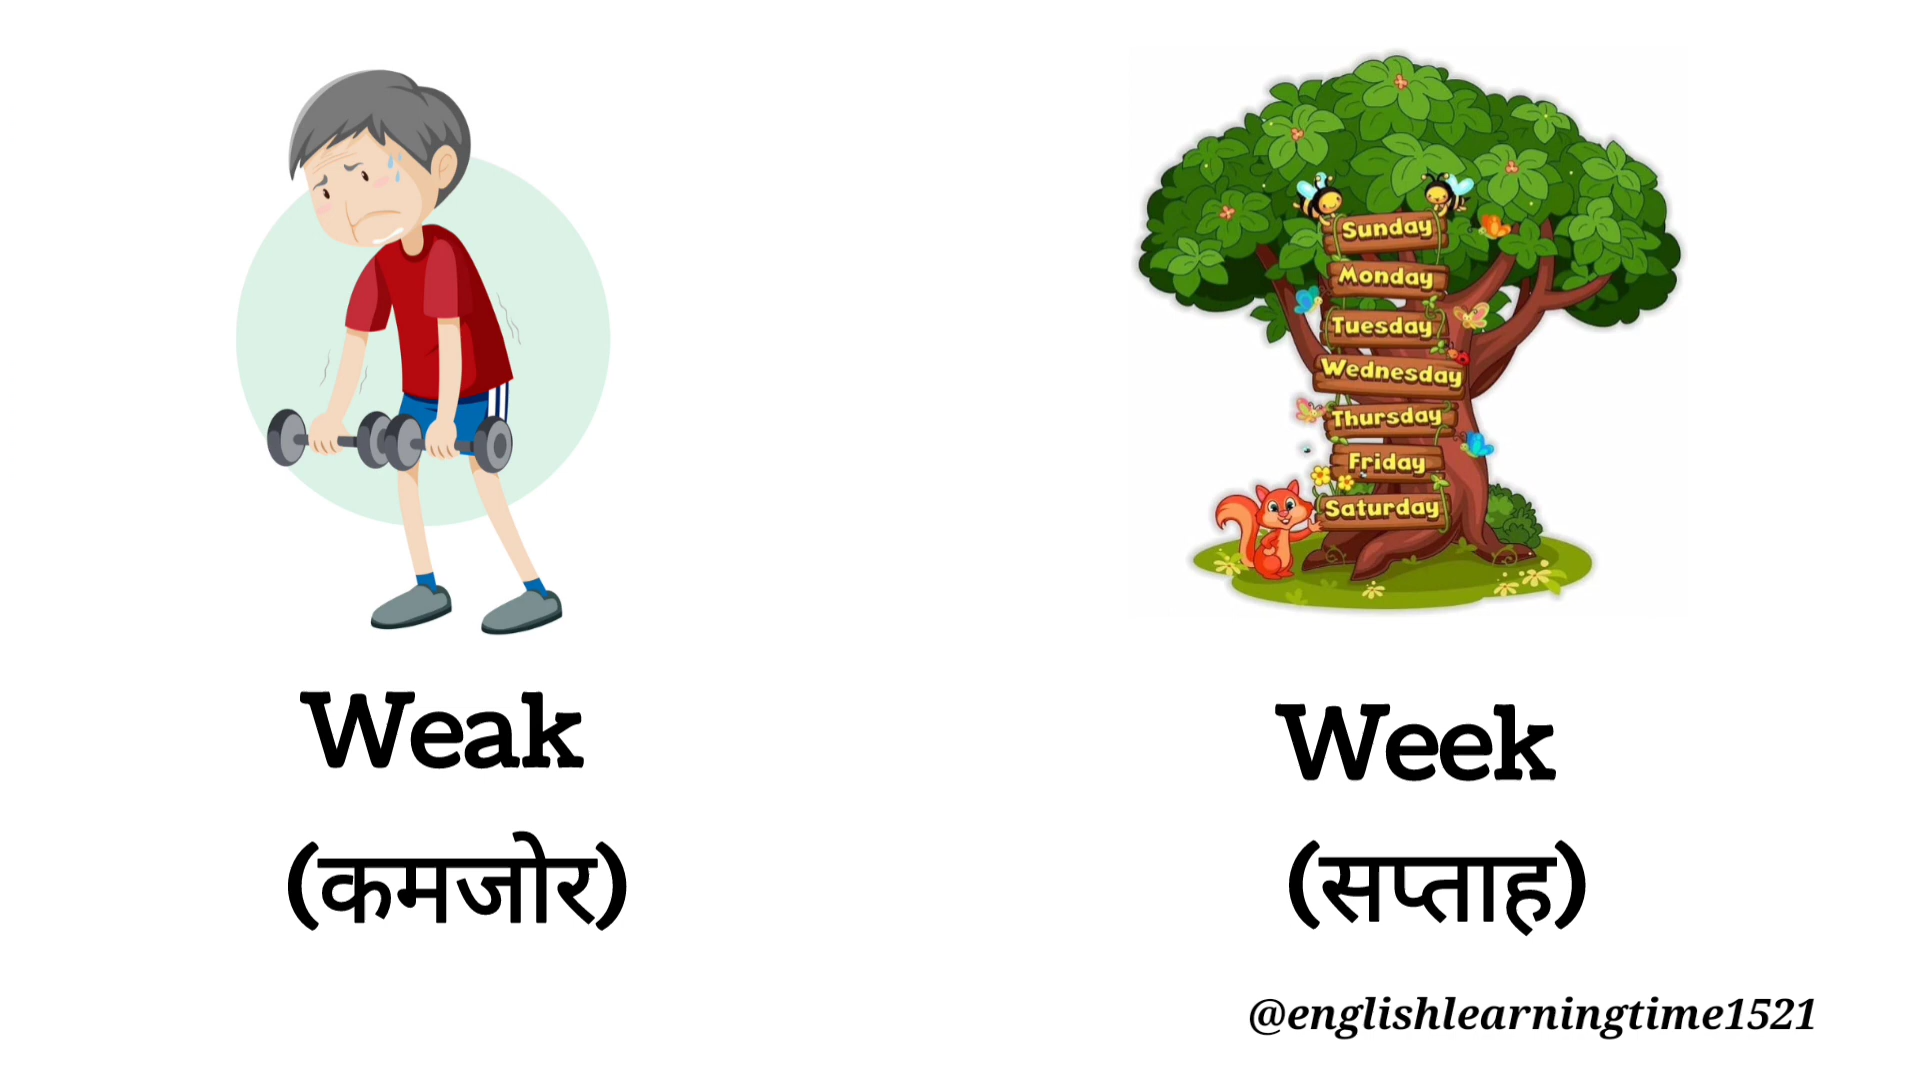 Sunday
Monday
Tuesday
Wednesday
Thursday
Friday
Saturday
Weak
Week
(कमजोर)
(सप्ताह)
@englishlearningtime1521